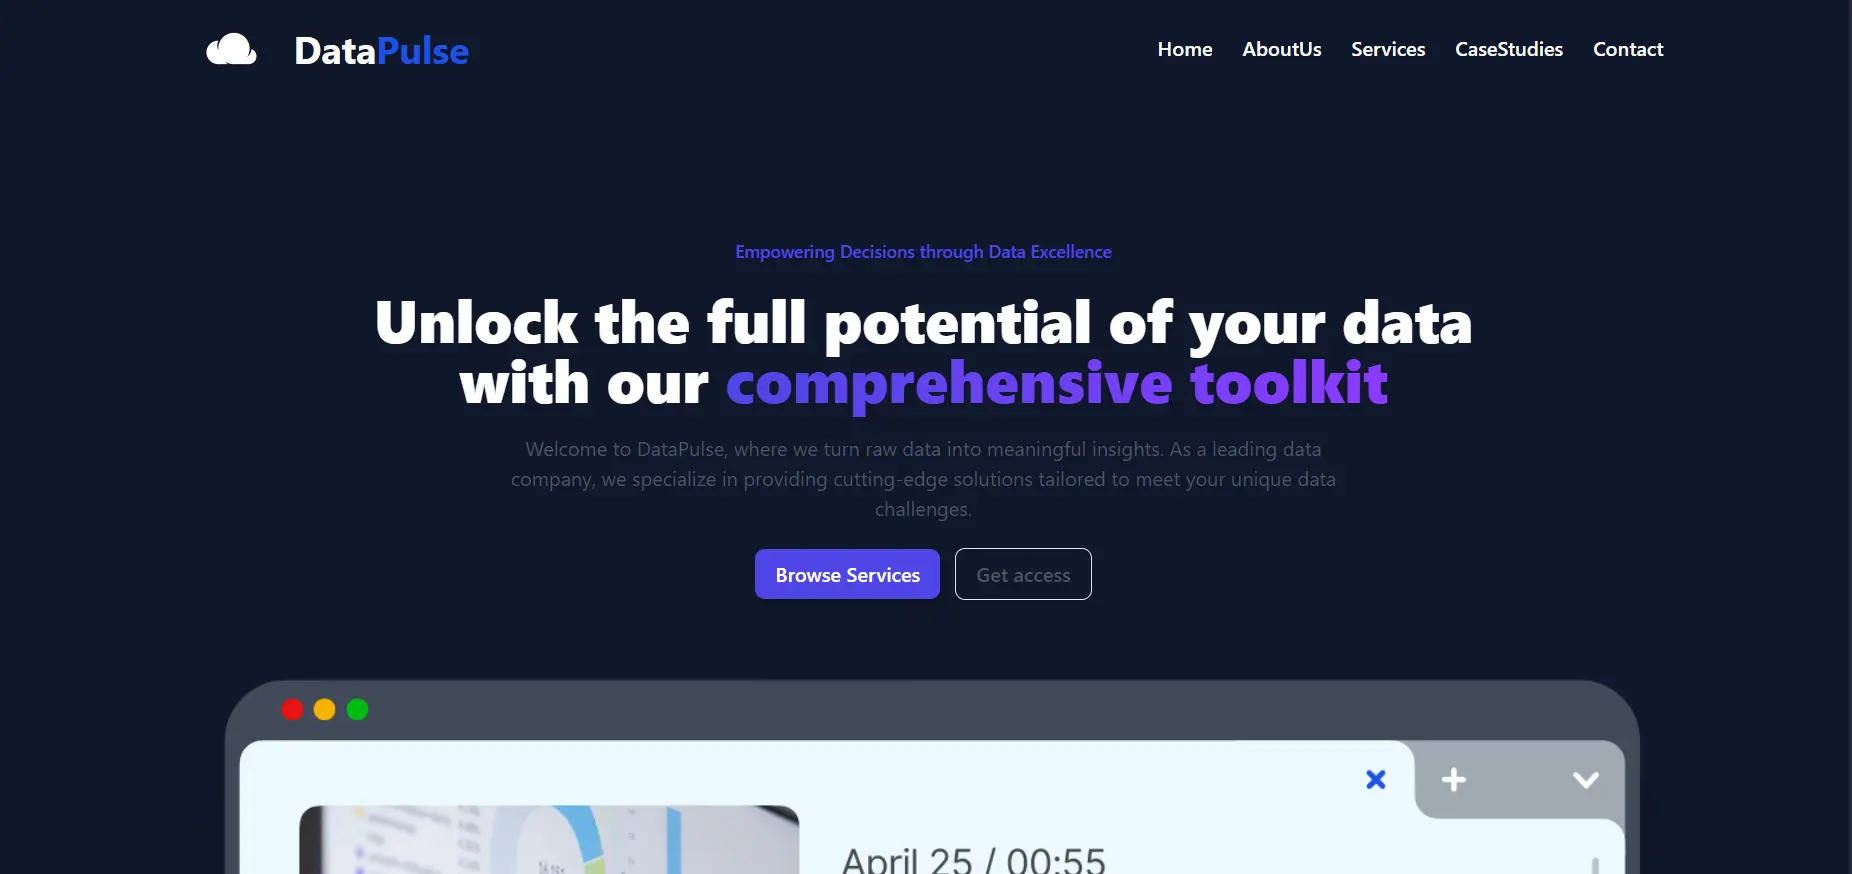 DataPulse
Home AboutUs Services CaseStudies Contact
Empowering Decisions through Data Excellence
Unlock the full potential of your data
with our comprehensive toolkit
Welcome to DataPulse, where we turn raw data into meaningful insights. As a leading data
company, we specialize in providing cutting-edge solutions tailored to meet your unique data
challenges.
Browse Services Get access
April 25 / 00:55